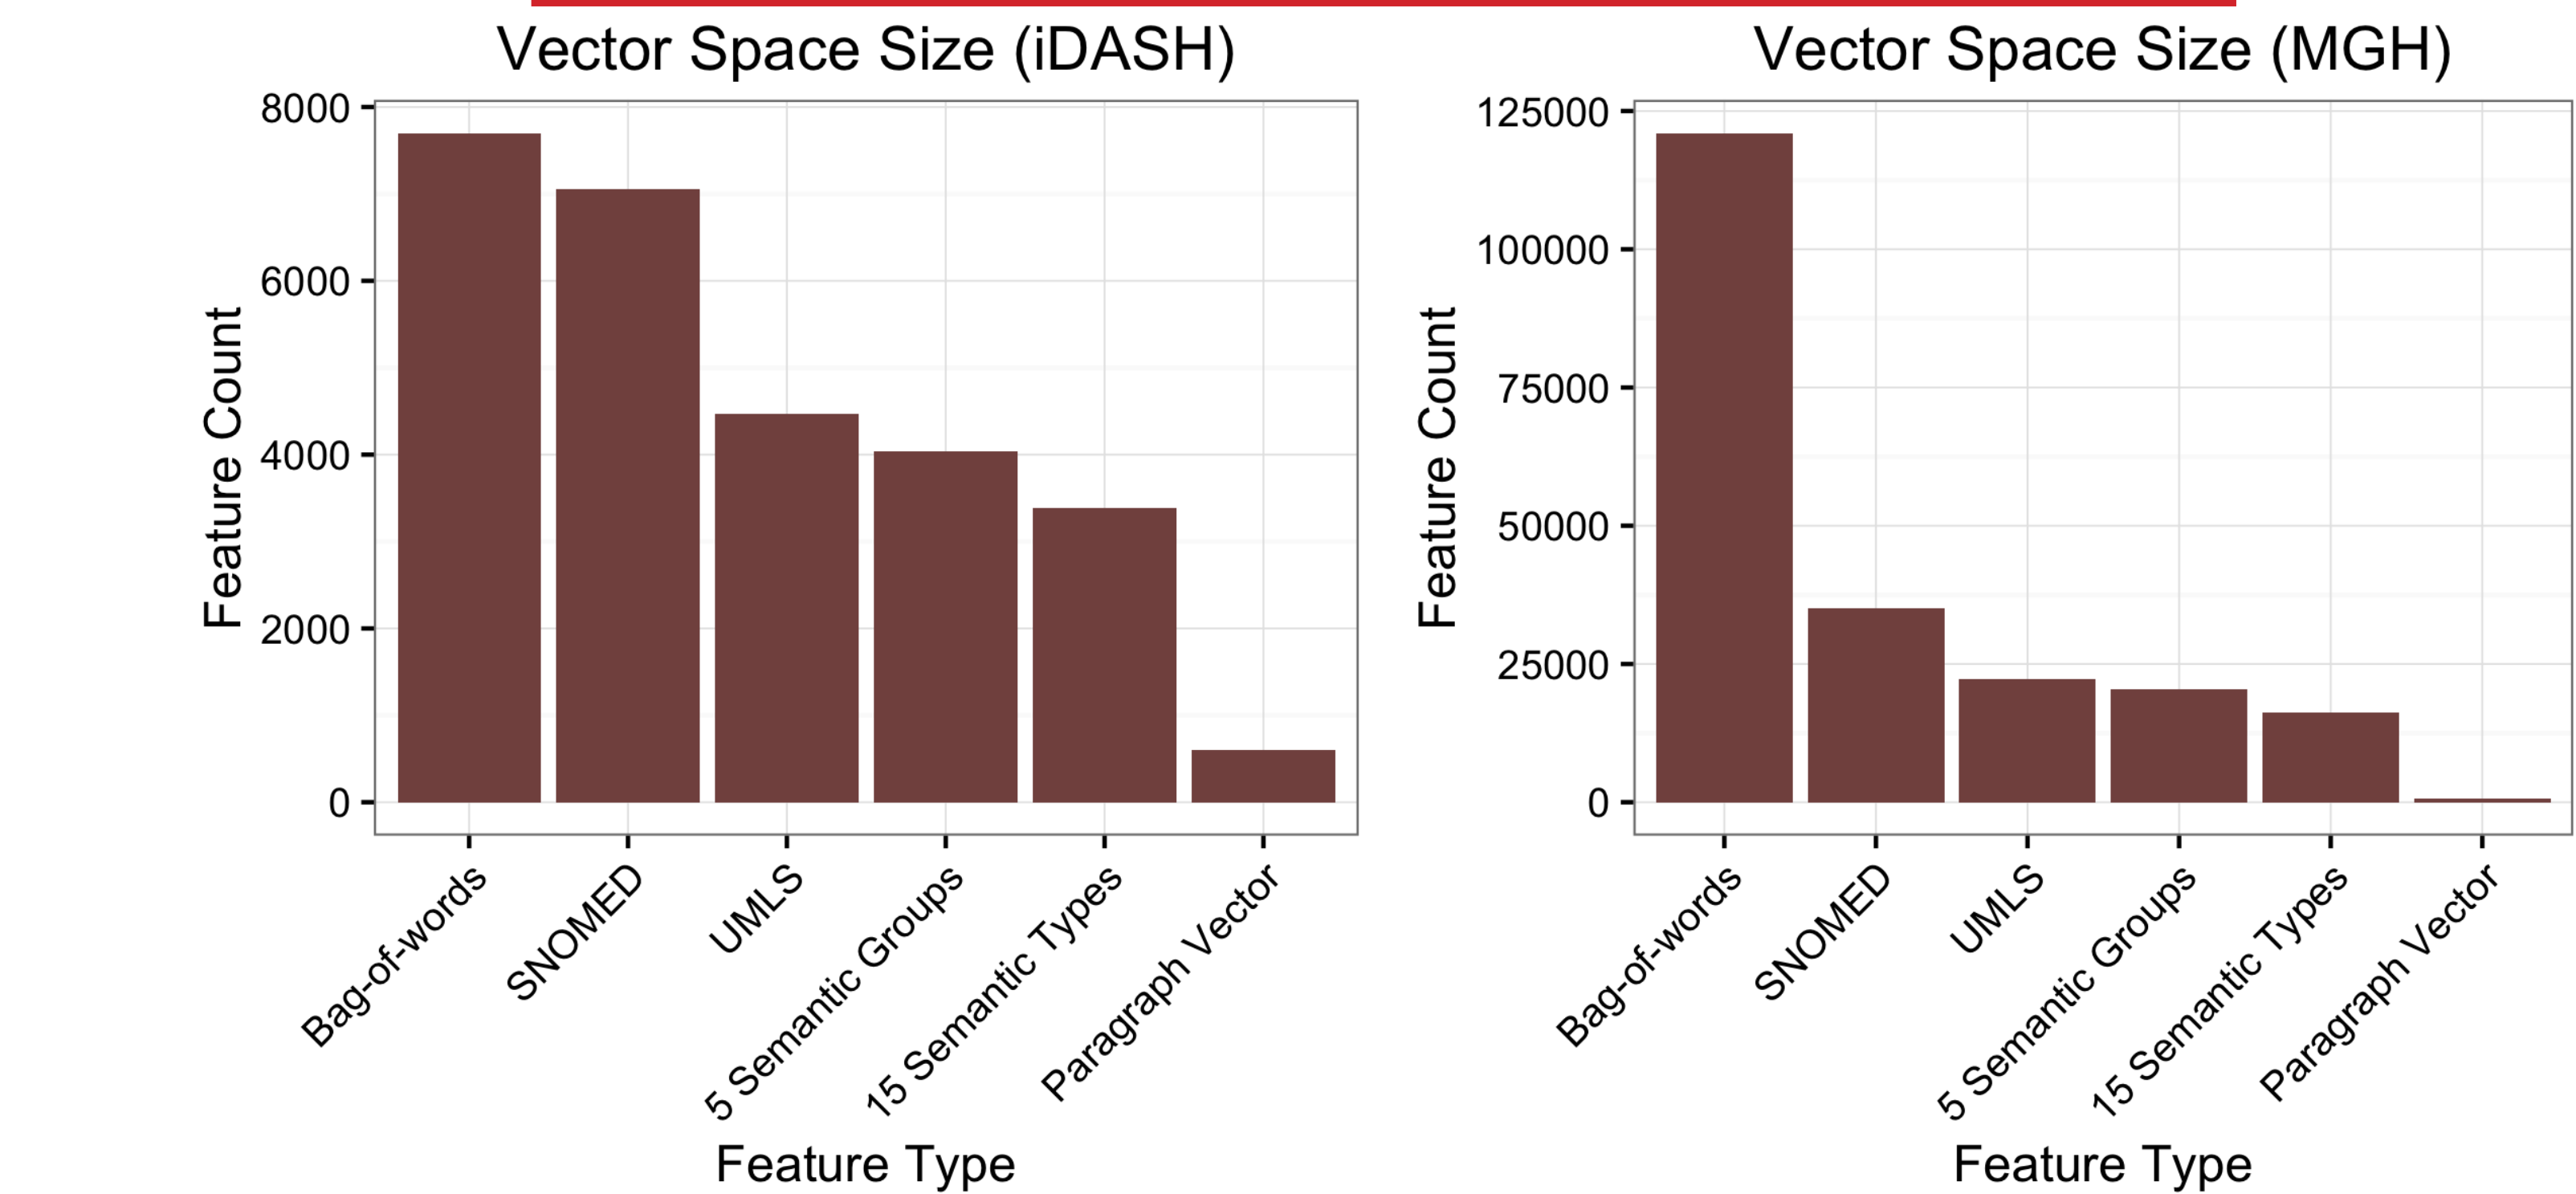 Vector Space Size (iDASH)
Feature Count
8000
6000
4000
2000
0
Bag-of-words
SNOMED
UMLS
5 Semantic Groups
15 Semantic Types
Paragraph Vector
Feature Type
Vector Space Size (MGH)
Feature Count
125000
100000
75000
50000
25000
0
Bag-of-words
SNOMED
UMLS
5 Semantic Groups
15 Semantic Types
Paragraph Vector
Feature Type